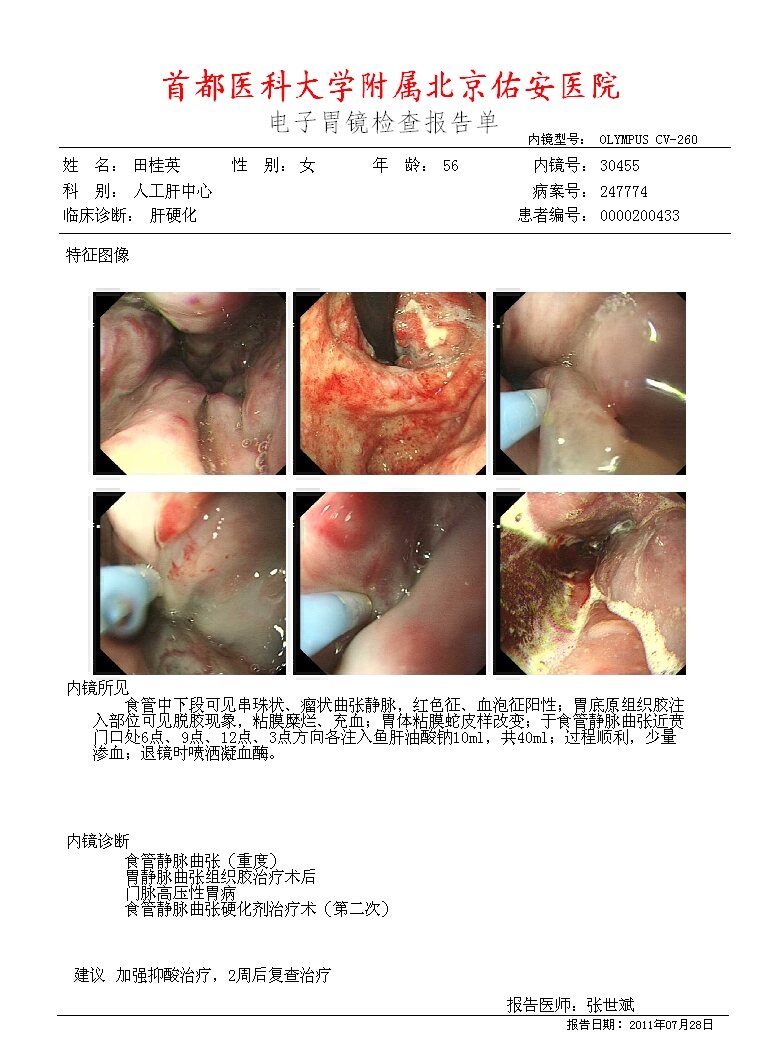 首都医科大学附属北京佑安医院
电子胃镜检查报告单
内镜型号： OLYMPUS CV-260
姓 名： 田桂英 性 别：女 年 龄： 56 内镜号：30455
科 别： 人工肝中心 病案号：247774
临床诊断： 肝硬化 患者编号：0000200433
特征图像
内镜所见
食管中下段可见串珠状、瘤状曲张静脉，红色征、血泡征阳性；胃底原组织胶注
入部位可见脱胶现象，粘膜糜烂、充血；胃体粘膜蛇皮样改变；于食管静脉曲张近贲
门口处6点、9点、12点、3点方向各注入鱼肝油酸钠10ml，共40ml；过程顺利，少量
渗血；退镜时喷洒凝血酶。
内镜诊断
食管静脉曲张（重度）
胃静脉曲张组织胶治疗术后
门脉高压性胃病
食管静脉曲张硬化剂治疗术（第二次）
建议 加强抑酸治疗，2周后复查治疗
报告医师：张世斌
报告日期：2011年07月28日